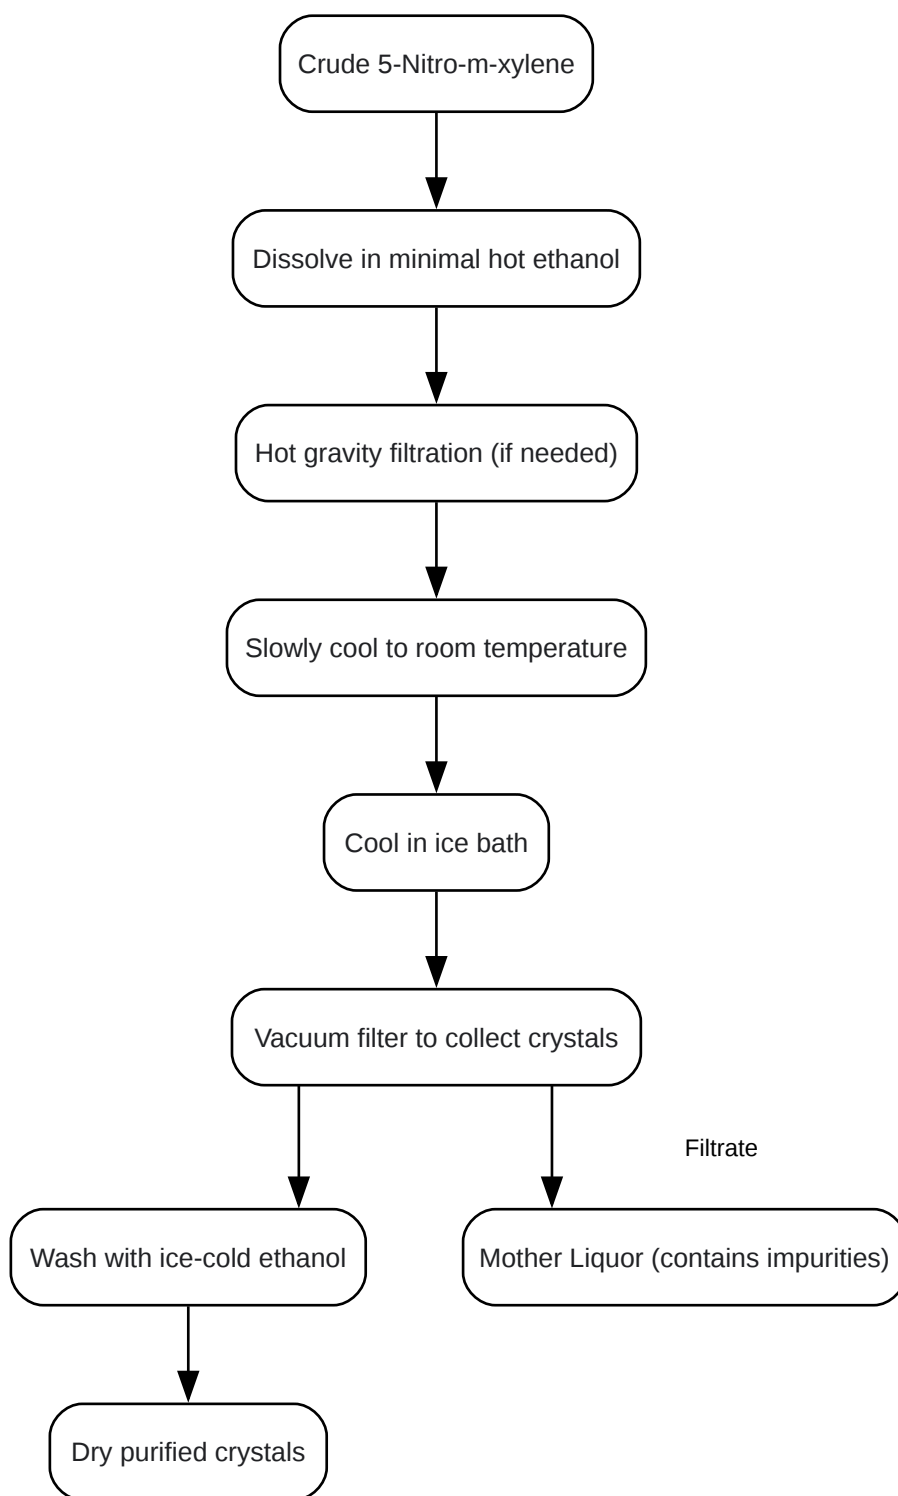 Crude 5-Nitro-m-xylene
Dissolve in minimal hot ethanol
Hot gravity filtration (if needed)
Slowly cool to room temperature
Cool in ice bath
Vacuum filter to collect crystals
Filtrate
Wash with ice-cold ethanol
Mother Liquor (contains impurities)
Dry purified crystals